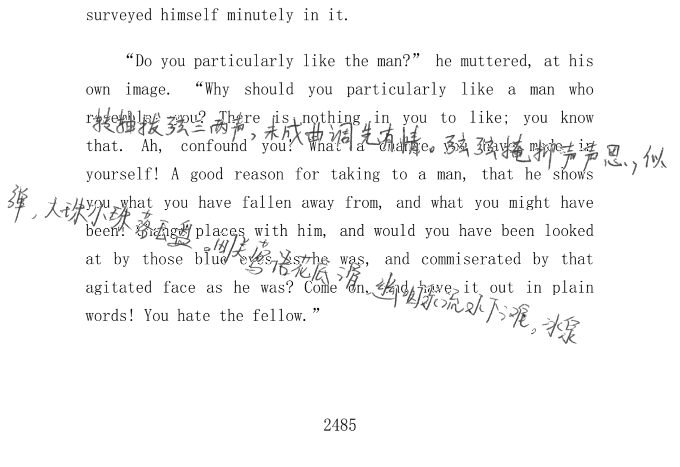 surveyed himself minutely in it.
“Do you particularly like the man?” he muttered, at his
own image. “Why should you particularly like a man who
resembles you? There is nothing in you to like; you know
转轴拨弦三两声，未成曲调先有情。弦弦掩抑声声思，似
that. Ah, confound you! What a change you have made in
yourself! A good reason for taking to a man, that he shows
you what you have fallen away from, and what you might have
弹，大珠小珠落玉盘。间关莺语花底滑，幽咽泉流水下滩。冰泉
been! Change places with him, and would you have been looked
at by those blue eyes as he was, and commiserated by that
agitated face as he was? Come on, and have it out in plain
words! You hate the fellow.”
2485